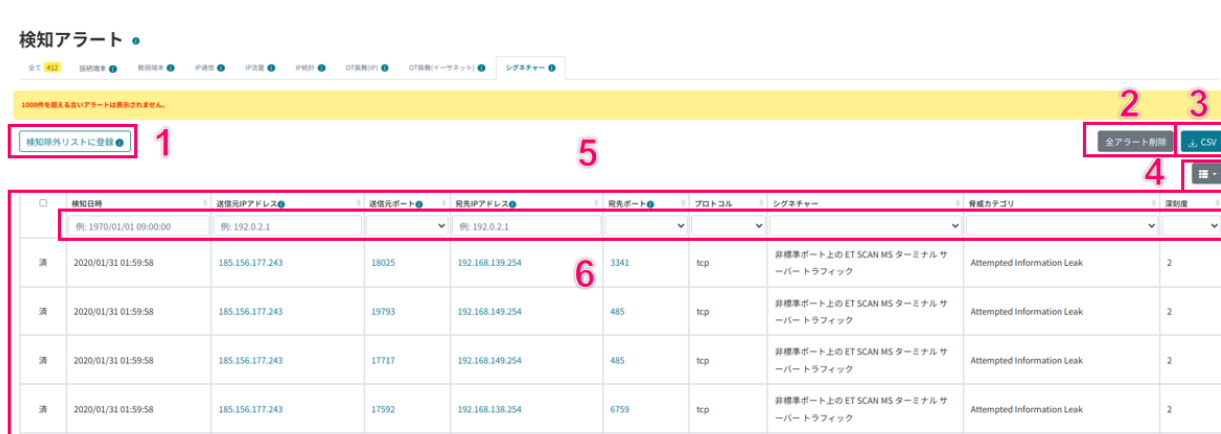 検知アラート
全て 412 接続端末 脆弱端末 IP通信 IP流量 IP統計 OT振舞(IP) OT振舞(イーサネット) シグネチャー
1000件を超える古いアラートは表示されません。
検知除外リストに登録 1 5 2 全アラート削除 3 CSV
4
検知日時 送信元IPアドレス 送信元ポート 宛先IPアドレス 宛先ポート プロトコル シグネチャー 脅威カテゴリ 深刻度
例: 1970/01/01 09:00:00 例: 192.0.2.1 例: 192.0.2.1
6
済 2020/01/31 01:59:58 185.156.177.243 18025 192.168.139.254 3341 tcp 非標準ポート上の ET SCAN MS ターミナル サ Attempted Information Leak 2
ーバー トラフィック
済 2020/01/31 01:59:58 185.156.177.243 19793 192.168.149.254 485 tcp 非標準ポート上の ET SCAN MS ターミナル サ Attempted Information Leak 2
ーバー トラフィック
済 2020/01/31 01:59:58 185.156.177.243 17717 192.168.149.254 485 tcp 非標準ポート上の ET SCAN MS ターミナル サ Attempted Information Leak 2
ーバー トラフィック
済 2020/01/31 01:59:58 185.156.177.243 17592 192.168.138.254 6759 tcp 非標準ポート上の ET SCAN MS ターミナル サ Attempted Information Leak 2
ーバー トラフィック